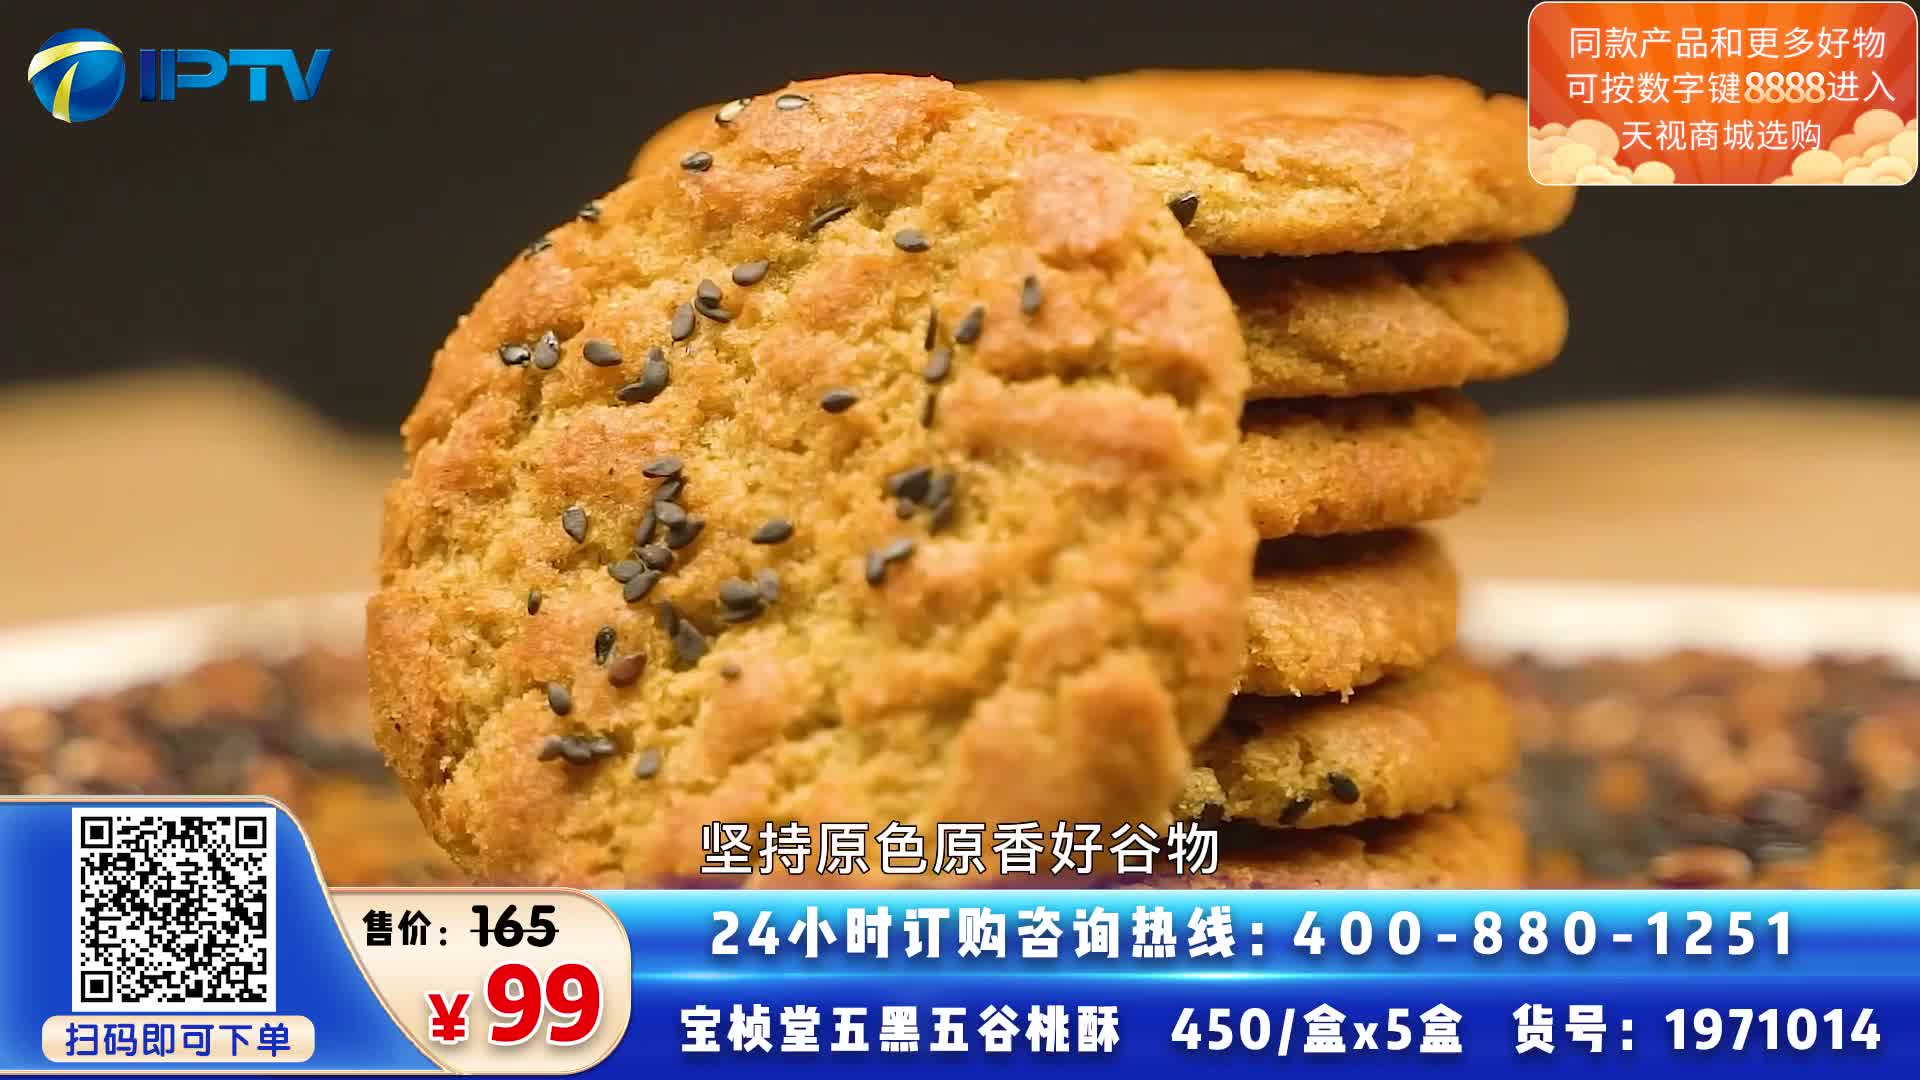 IPTV
同款产品和更多好物
可按数字键8888进入
天视商城选购
坚持原色原香好谷物
扫码即可下单
售价：165
¥99
24小时订购咨询热线：400-880-1251
宝桢堂五黑五谷桃酥 450/盒x5盒 货号：1971014